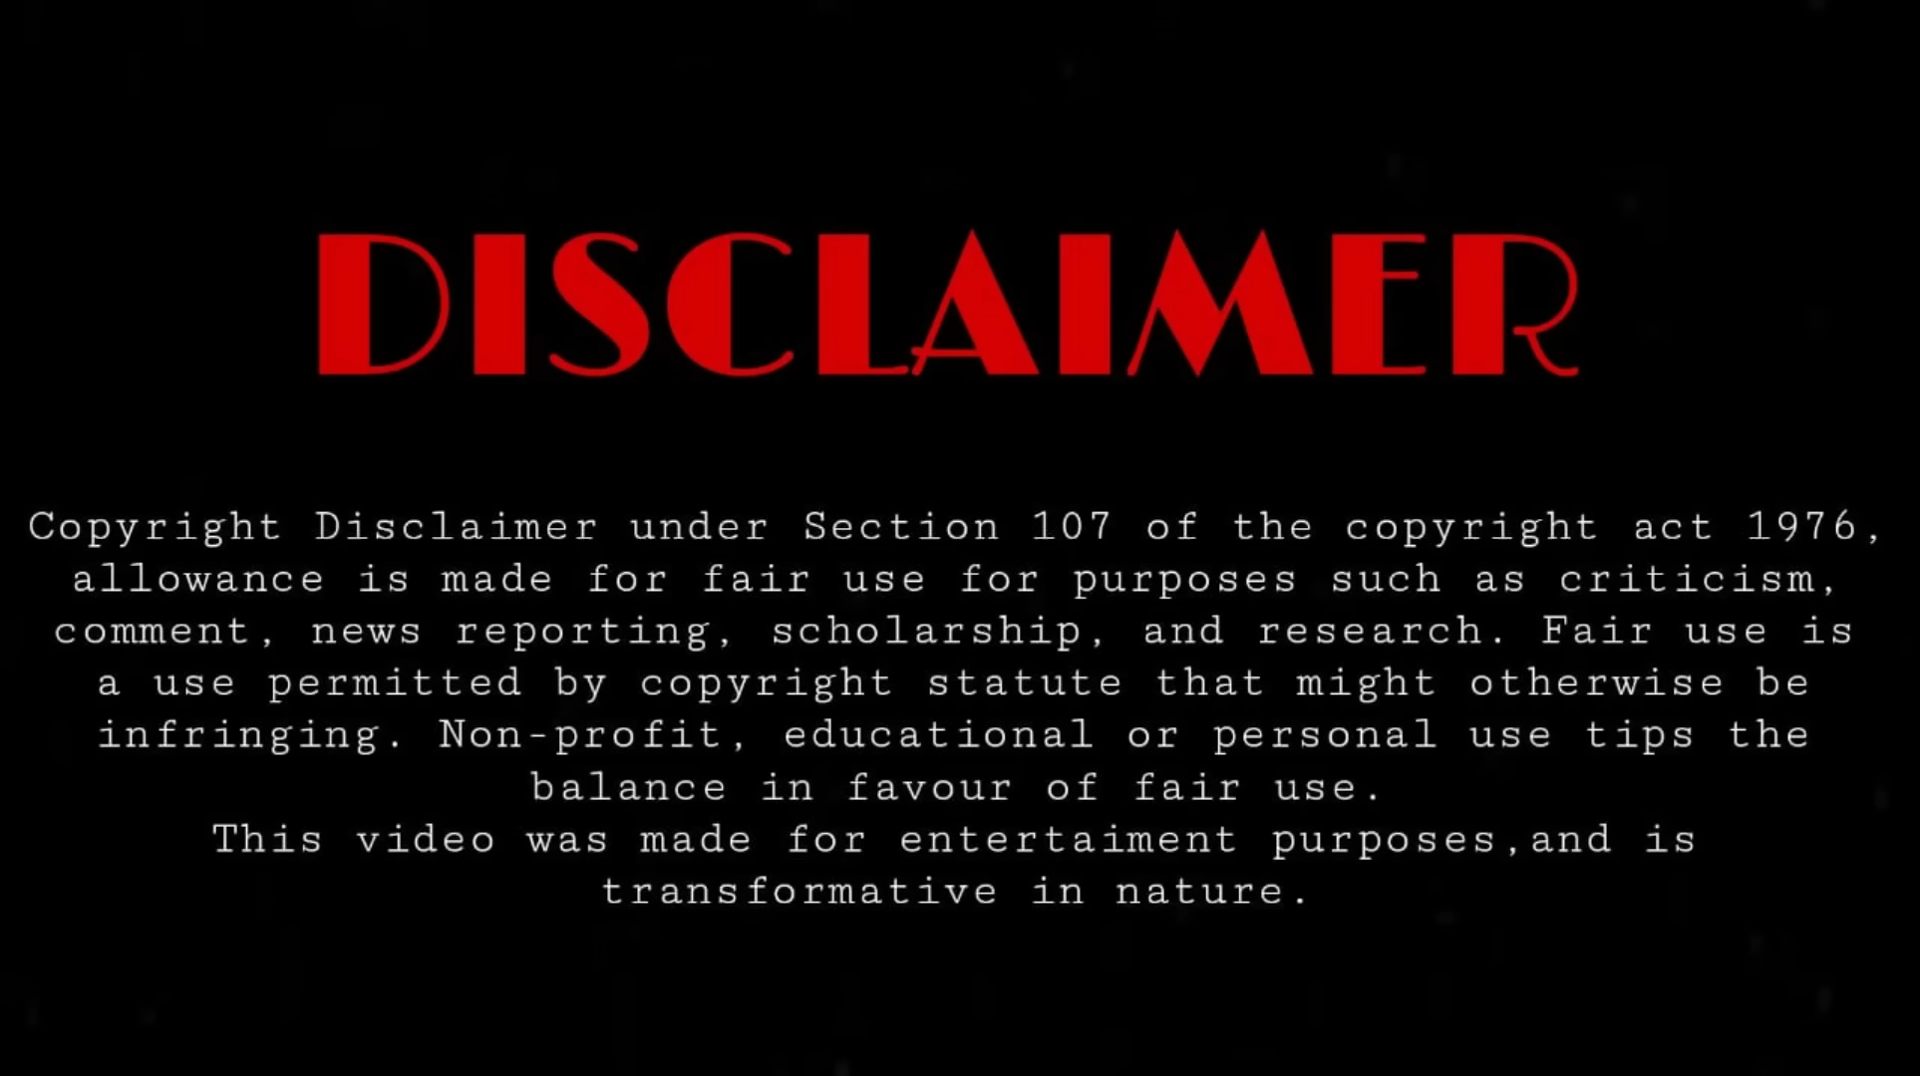 DISCLAIMER
Copyright Disclaimer under Section 107 of the copyright act 1976,
allowance is made for fair use for purposes such as criticism,
comment, news reporting, scholarship, and research. Fair use is
a use permitted by copyright statute that might otherwise be
infringing. Non-profit, educational or personal use tips the
balance in favour of fair use.
This video was made for entertaiment purposes,and is
transformative in nature.